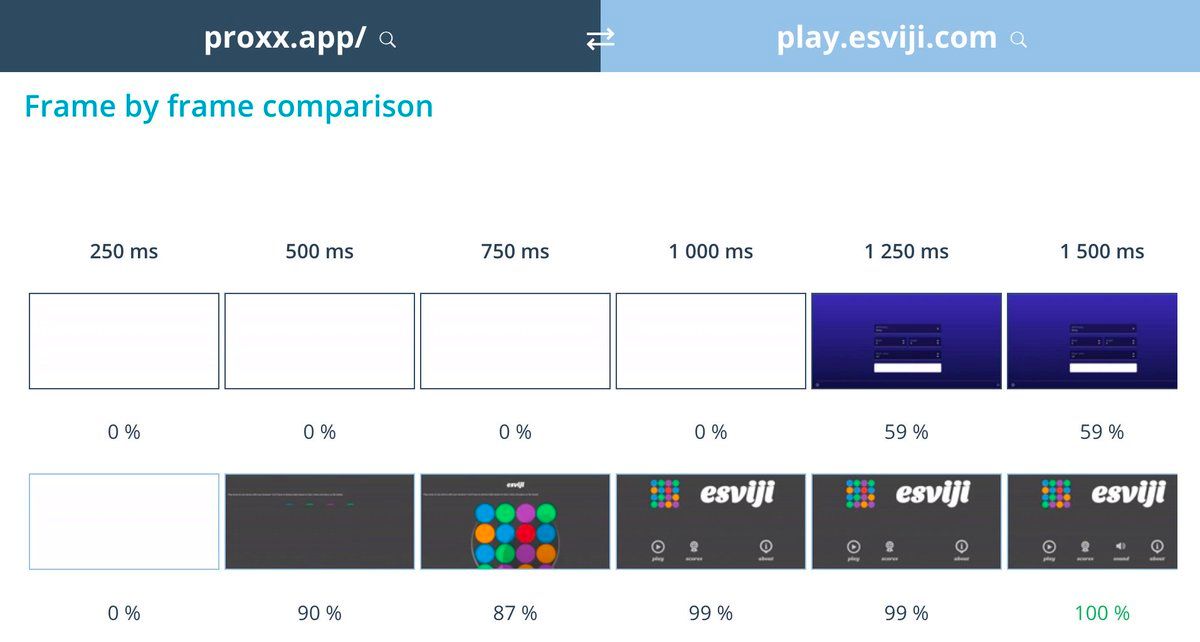 proxx.app/
play.esviji.com
Frame by frame comparison
250 ms
500 ms
750 ms
1 000 ms
1 250 ms
1 500 ms
0 %
0 %
0 %
0 %
59 %
59 %
esviji
esviji
esviji
esviji
play
scores
about
play
scores
about
play
scores
sound
about
0 %
90 %
87 %
99 %
99 %
100 %